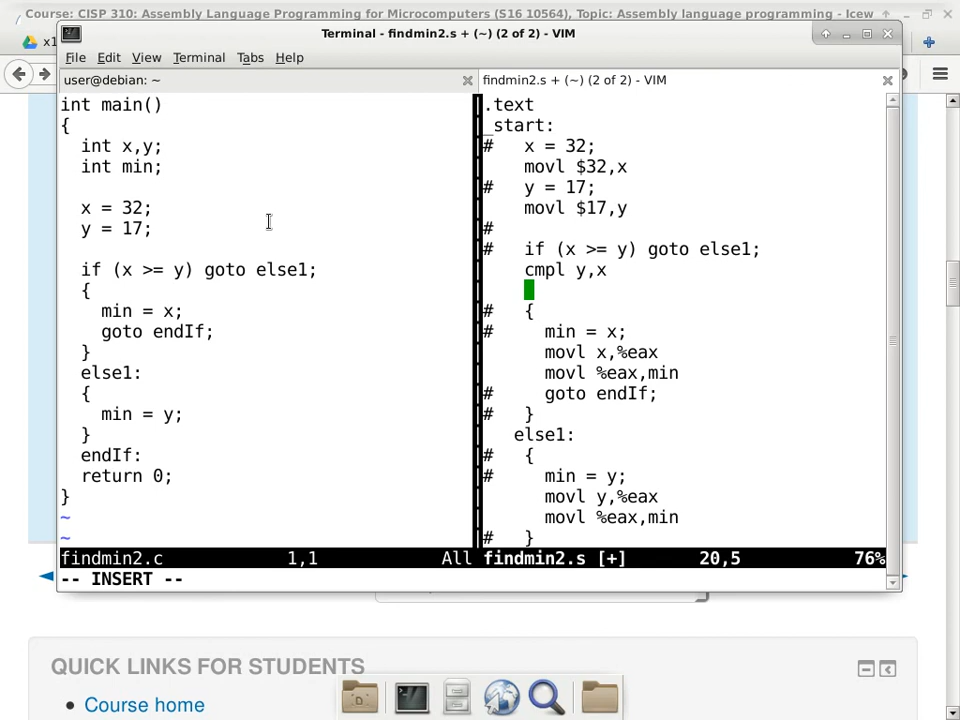 Course: CISP 310: Assembly Language Programming for Microcomputers (S16 10564), Topic: Assembly language programming - Icew
x1
Terminal - findmin2.s + (~) (2 of 2) - VIM
File Edit View Terminal Tabs Help
user@debian: ~
findmin2.s + (~) (2 of 2) - VIM
int main()
{
int x,y;
int min;
x = 32;
y = 17;
if (x >= y) goto else1;
{
min = x;
goto endIf;
}
else1:
{
min = y;
}
endIf:
return 0;
}
~
~
findmin2.c 1,1 All
-- INSERT --
.text
_start:
# x = 32;
movl $32,x
# y = 17;
movl $17,y
#
# if (x >= y) goto else1;
cmpl y,x
# {
# min = x;
movl x,%eax
movl %eax,min
# goto endIf;
# }
else1:
# {
# min = y;
movl y,%eax
movl %eax,min
# }
findmin2.s [+] 20,5 76%
QUICK LINKS FOR STUDENTS
Course home